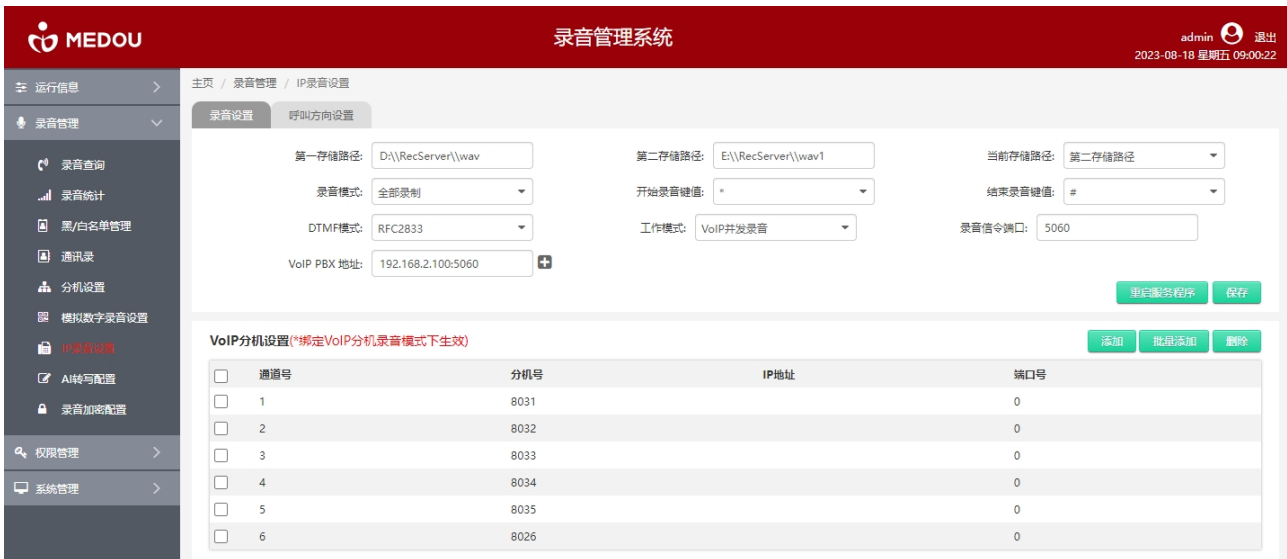 MEDOU
录音管理系统
admin 退出
2023-08-18 星期五 09:00:22
运行信息
录音管理
录音查询
录音统计
黑/白名单管理
通讯录
分机设置
模拟数字录音设置
IP录音设置
AI转写配置
录音加密配置
权限管理
系统管理
主页 / 录音管理 / IP录音设置
录音设置 呼叫方向设置
第一存储路径: D:\\RecServer\\wav 第二存储路径: E:\\RecServer\\wav1 当前存储路径: 第二存储路径
录音模式: 全部录制 开始录音键值: * 结束录音键值: #
DTMF模式: RFC2833 工作模式: VoIP并发录音 录音信令端口: 5060
VoIP PBX 地址: 192.168.2.100:5060
重启服务程序 保存
VoIP分机设置(*绑定VoIP分机录音模式下生效) 添加 批量添加 删除
通道号 分机号 IP地址 端口号
1 8031 0
2 8032 0
3 8033 0
4 8034 0
5 8035 0
6 8026 0